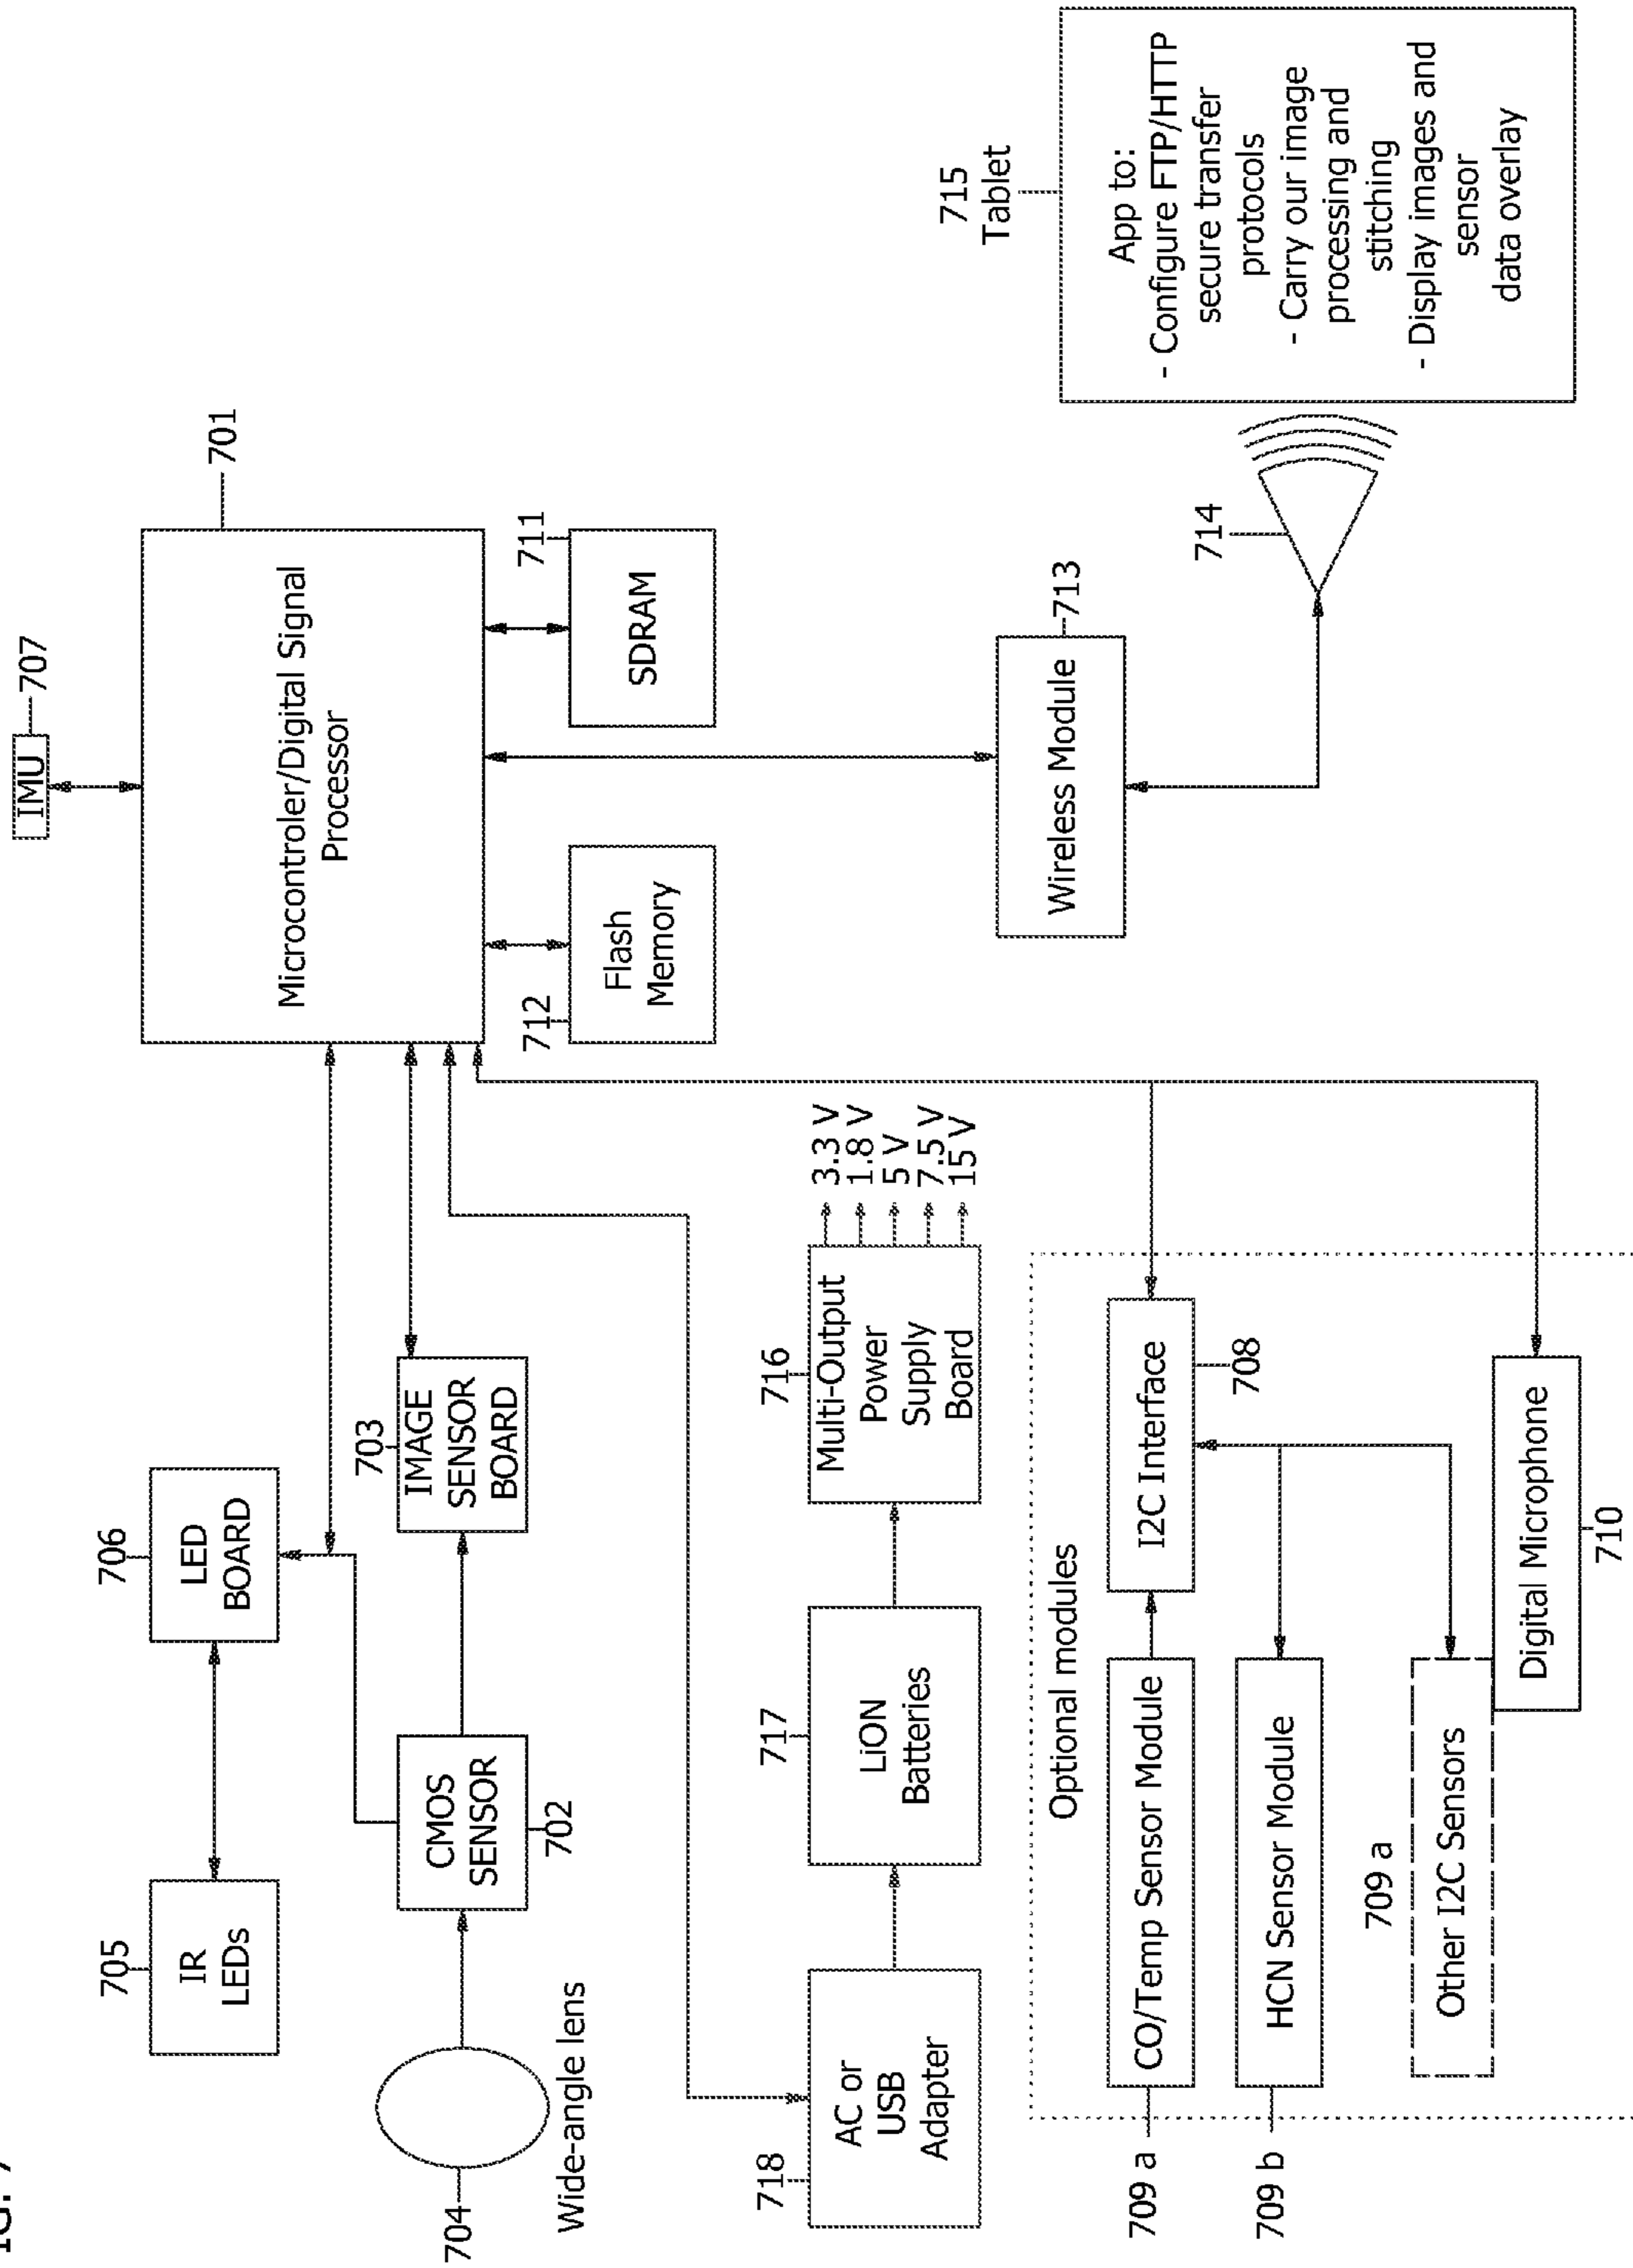 IG. 7
705
IR
LEDs
706
LED
BOARD
704
Wide-angle lens
CMOS
SENSOR
702
703
IMAGE
SENSOR
BOARD
IMU
707
Microcontroler/Digital Signal
Processor
701
712
Flash
Memory
711
SDRAM
718
AC or
USB
Adapter
717
LiON
Batteries
716
Multi-Output
Power
Supply
Board
3.3 V
1.8 V
5 V
7.5 V
15 V
Wireless Module
713
714
715
Tablet
App to:
- Configure FTP/HTTP
secure transfer
protocols
- Carry our image
processing and
stitching
- Display images and
sensor
data overlay
Optional modules
709 a
CO/Temp Sensor Module
I2C Interface
708
709 b
HCN Sensor Module
709 a
Other I2C Sensors
Digital Microphone
710